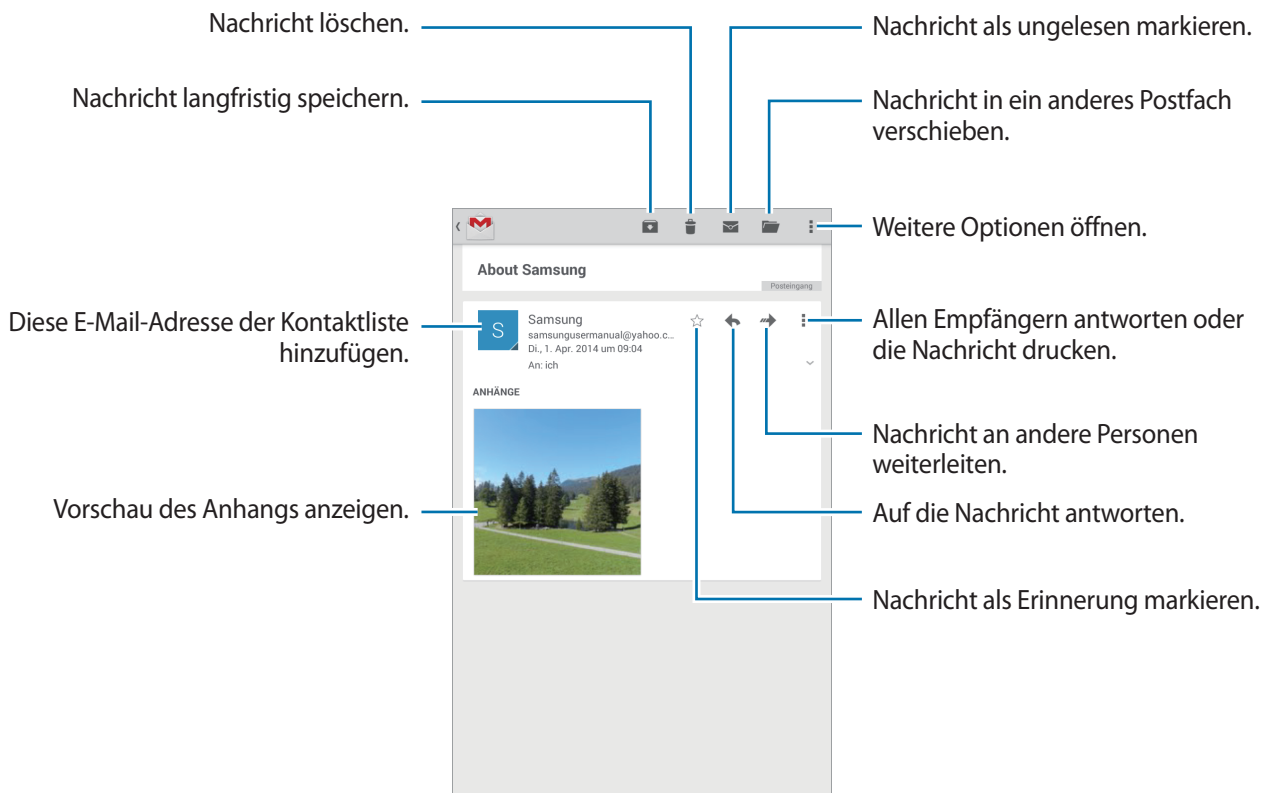 Nachricht löschen.
Nachricht langfristig speichern.
Nachricht als ungelesen markieren.
Nachricht in ein anderes Postfach
verschieben.
Weitere Optionen öffnen.
About Samsung
Posteingang
Diese E-Mail-Adresse der Kontaktliste
hinzufügen.
S
Samsung
samsungusermanual@yahoo.c...
Di., 1. Apr. 2014 um 09:04
An: ich
Allen Empfängern antworten oder
die Nachricht drucken.
ANHÄNGE
Nachricht an andere Personen
weiterleiten.
Vorschau des Anhangs anzeigen.
Auf die Nachricht antworten.
Nachricht als Erinnerung markieren.